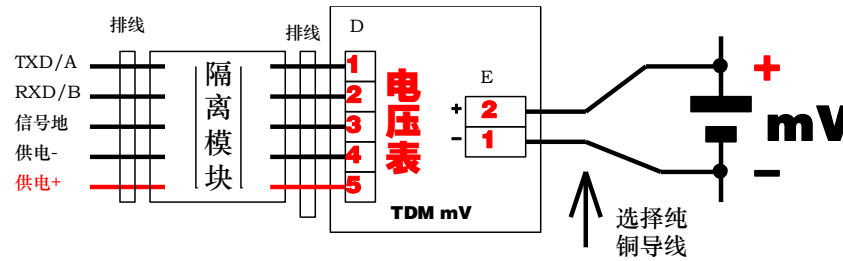 排线
排线
D
TXD/A
RXD/B
信号地
供电-
供电+
隔离模块
1
2
3
4
5
电压表
E
+ 2
- 1
TDM mV
+
mV
-
选择纯
铜导线